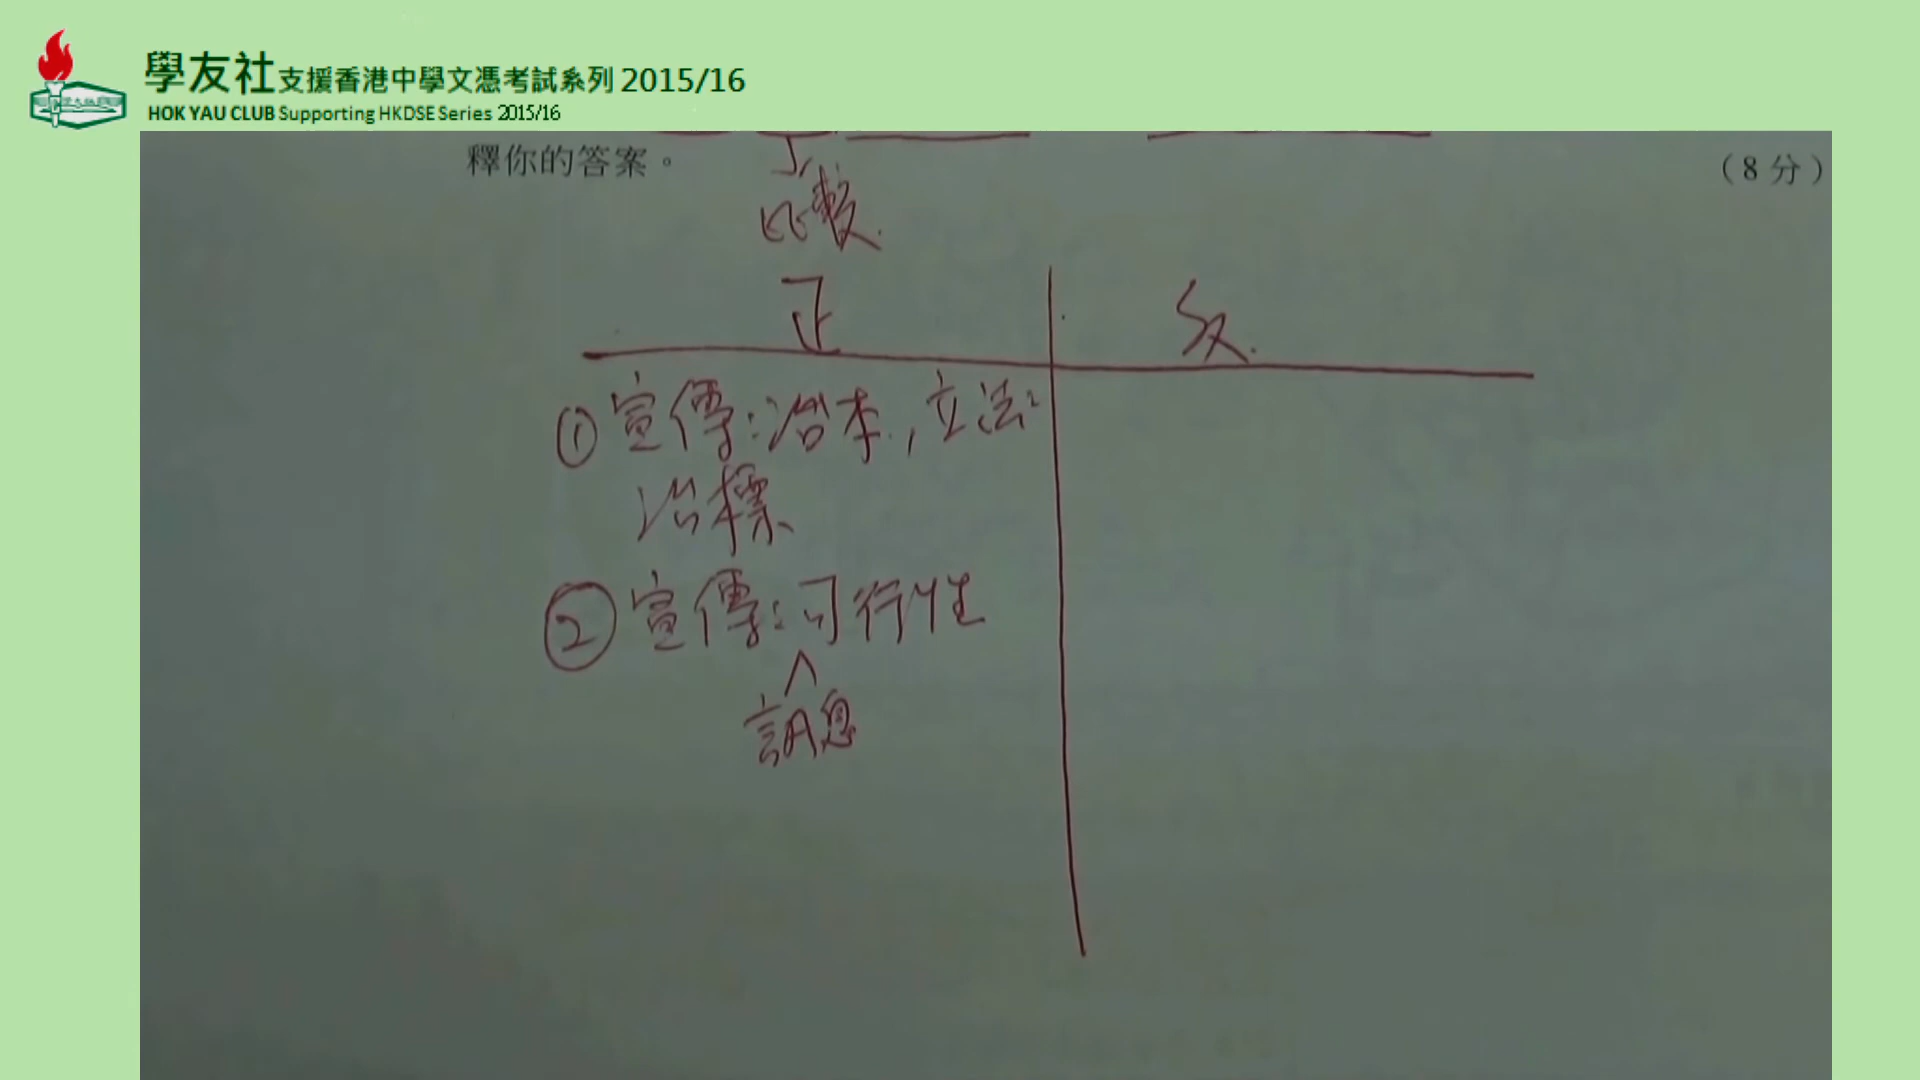 學友社支援香港中學文憑考試系列 2015/16
HOK YAU CLUB Supporting HKDSE Series 2015/16
釋你的答案。
(8 分)
比較
正
反
① 宣傳:治本,立法:
治標
② 宣傳:可行性
訊息